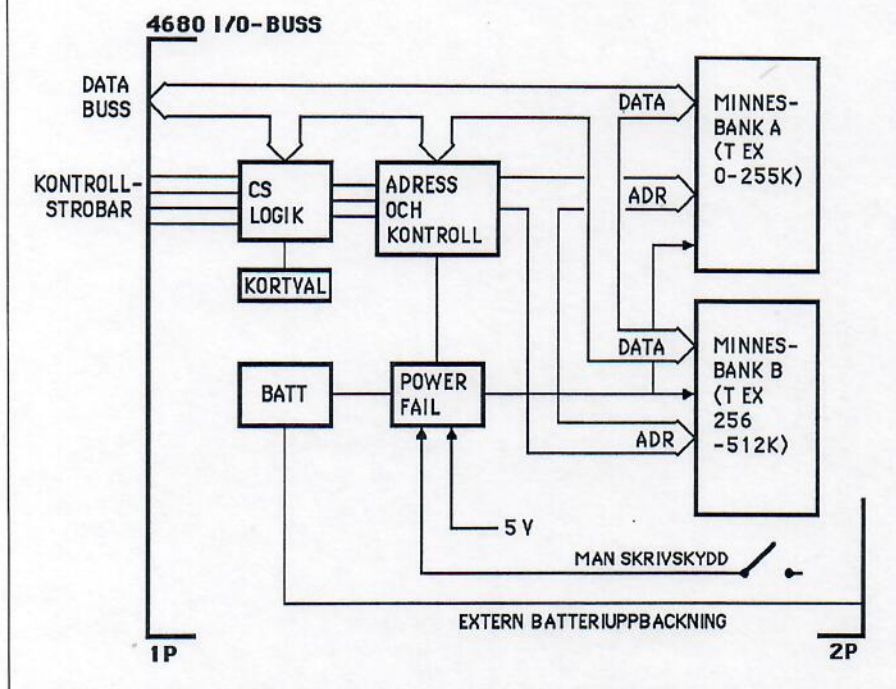 4680 I/O-BUSS
DATA
BUSS
DATA
MINNES-
BANK A
(T EX
0-255K)
KONTROLL-
STROBAR
CS
LOGIK
ADRESS
OCH
KONTROLL
ADR
KORTVAL
BATT
POWER
FAIL
DATA
MINNES-
BANK B
(T EX
256
-512K)
ADR
5 V
MAN SKRIVSKYDD
EXTERN BATTERIUPPBACKNING
1P
2P